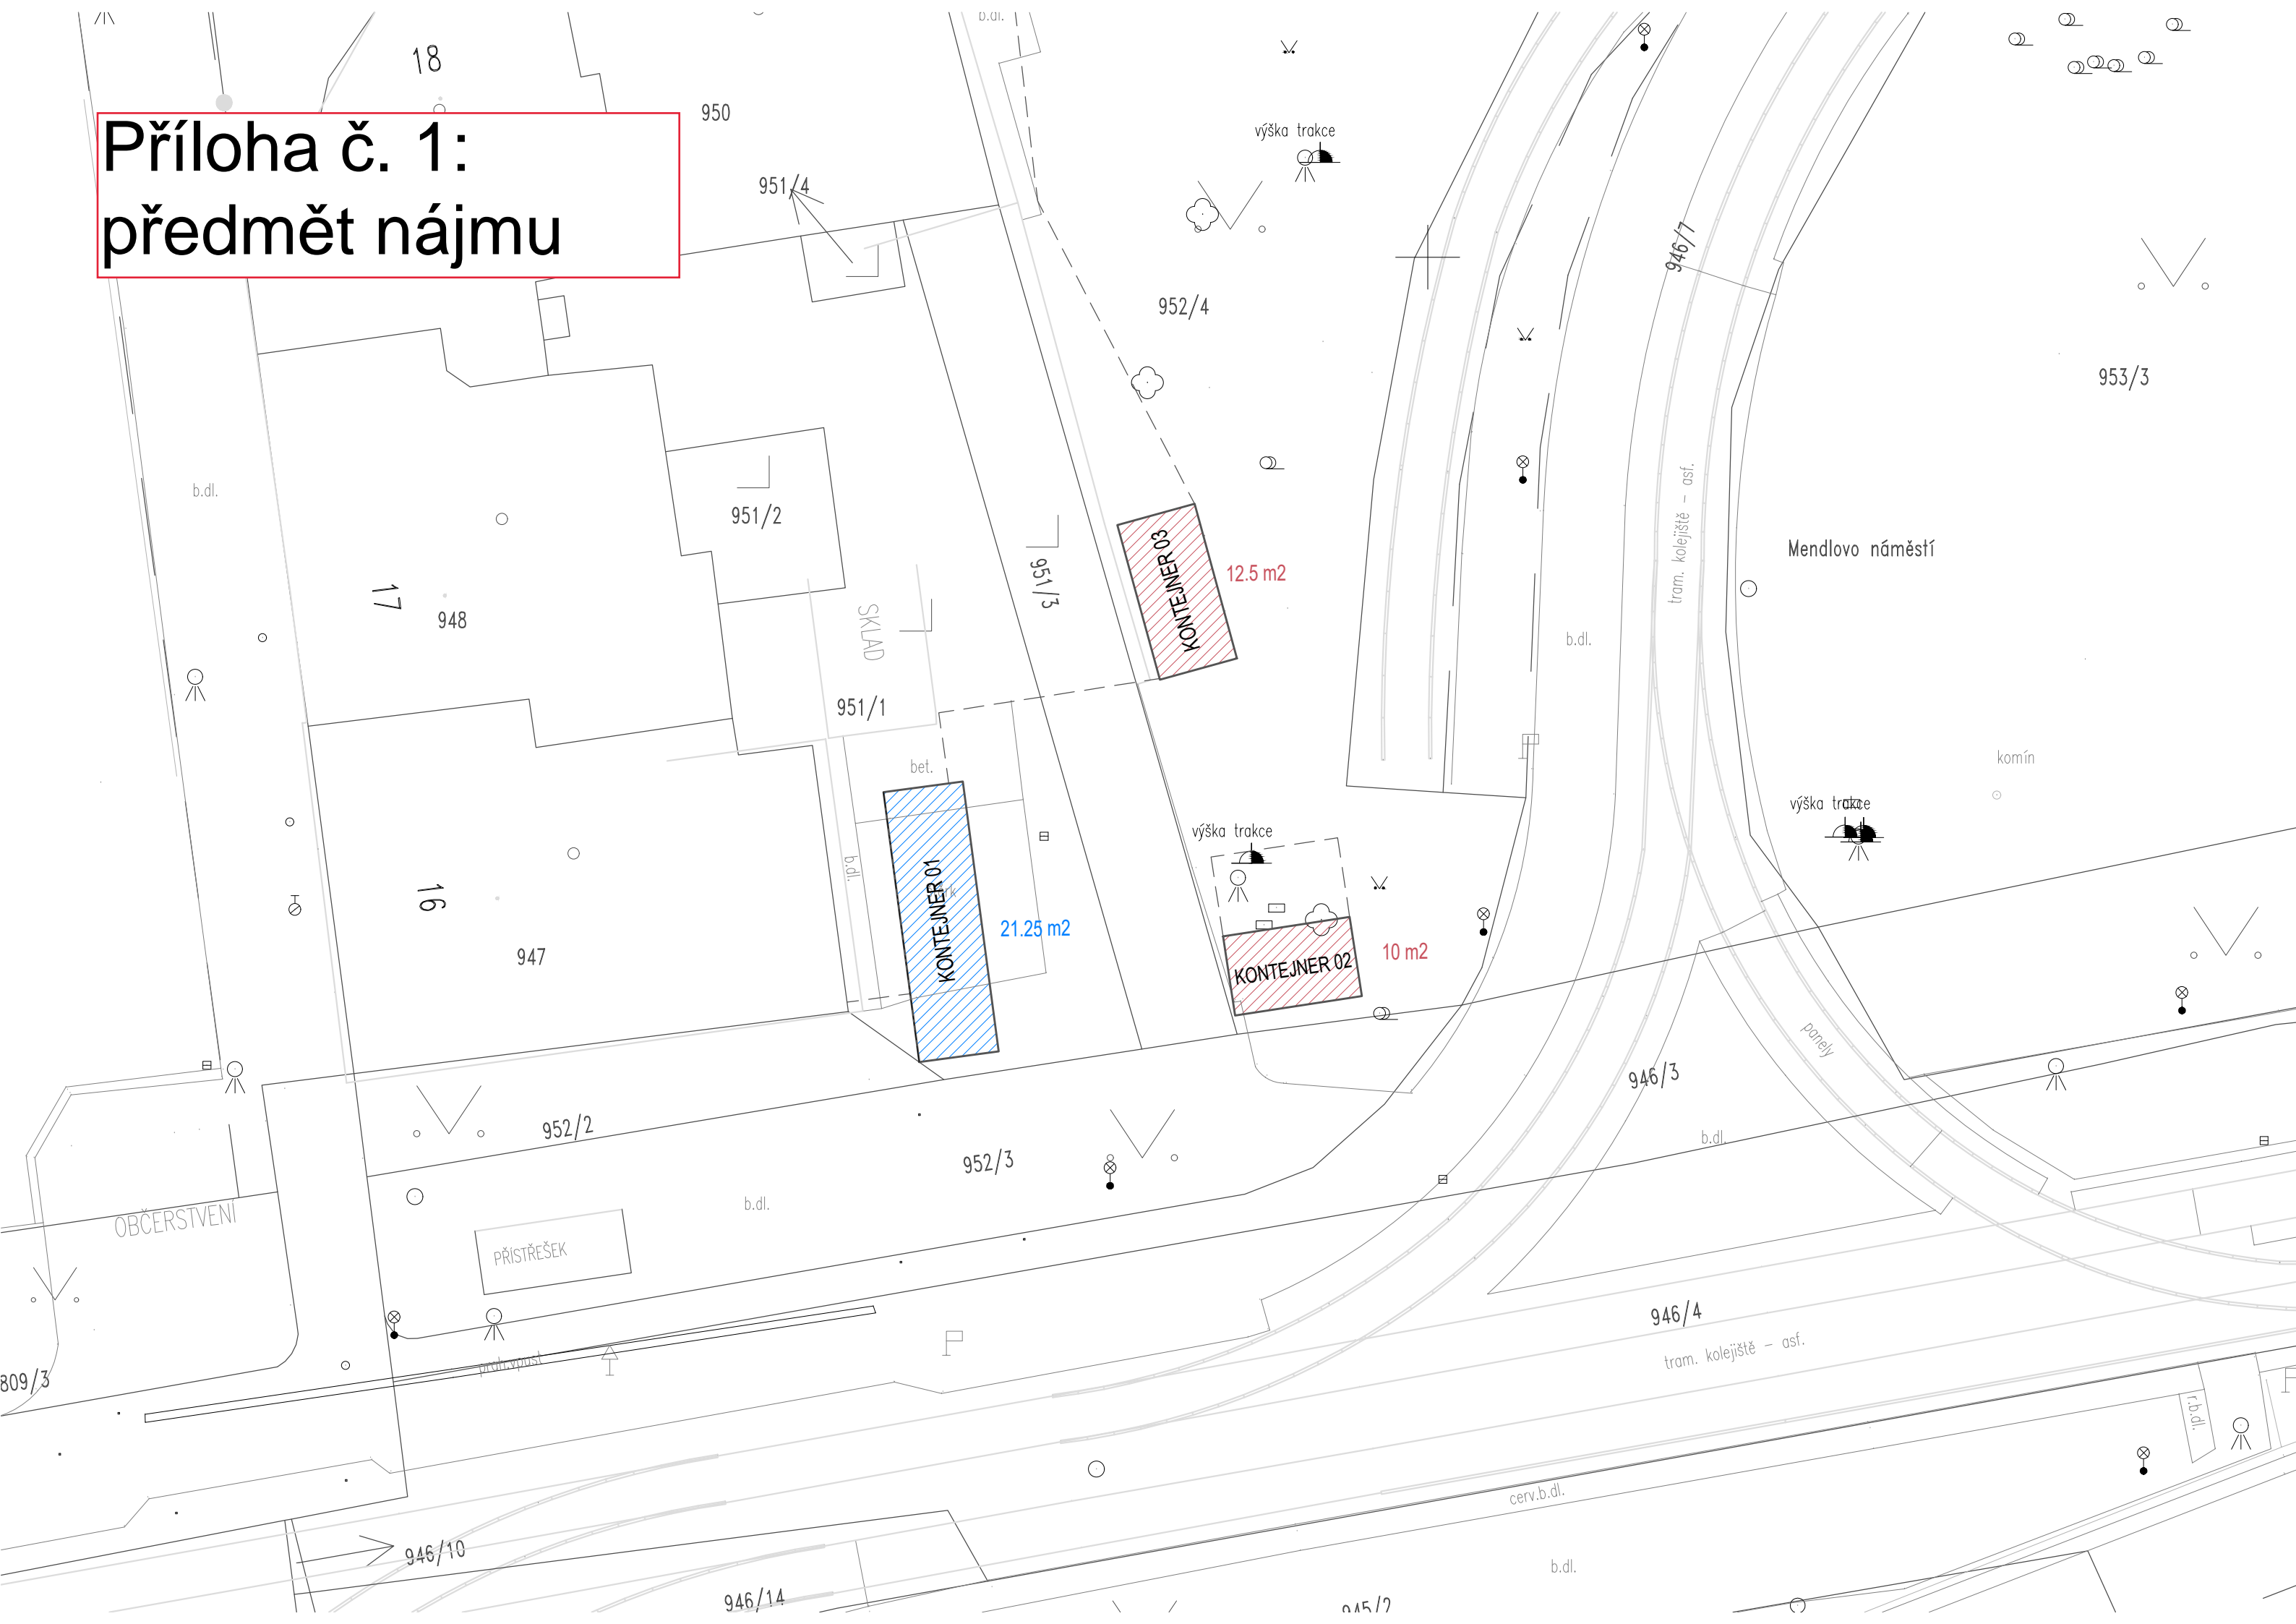 b.dl.
18
950
Příloha č. 1:
předmět nájmu
výška trakce
951/4
946/7
952/4
953/3
b.dl.
951/2
tram. kolejiště - asf.
Mendlovo náměstí
KONTEJNER 03
12.5 m2
951/3
17
948
SKLAD
b.dl.
951/1
bet.
komín
výška trakce
výška trakce
b.dl.
KONTEJNER 01
16
21.25 m2
947
10 m2
KONTEJNER 02
panely
946/3
952/2
b.dl.
952/3
b.dl.
OBČERSTVENÍ
PŘÍSTŘEŠEK
946/4
tram. kolejiště - asf.
prah.vpust
809/3
r.b.dl.
cerv.b.dl.
946/10
b.dl.
946/14
945/2